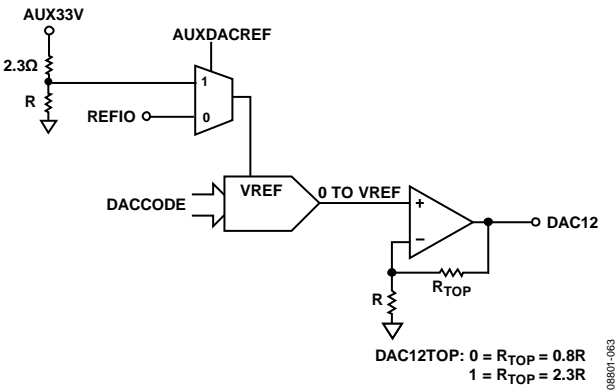 AUX33V
AUXDACREF
2.3Ω
1
R
REFIO
0
VREF
0 TO VREF
DACCODE
+
DAC12
–
RTOP
R
DAC12TOP: 0 = RTOP = 0.8R
1 = RTOP = 2.3R
08801-063